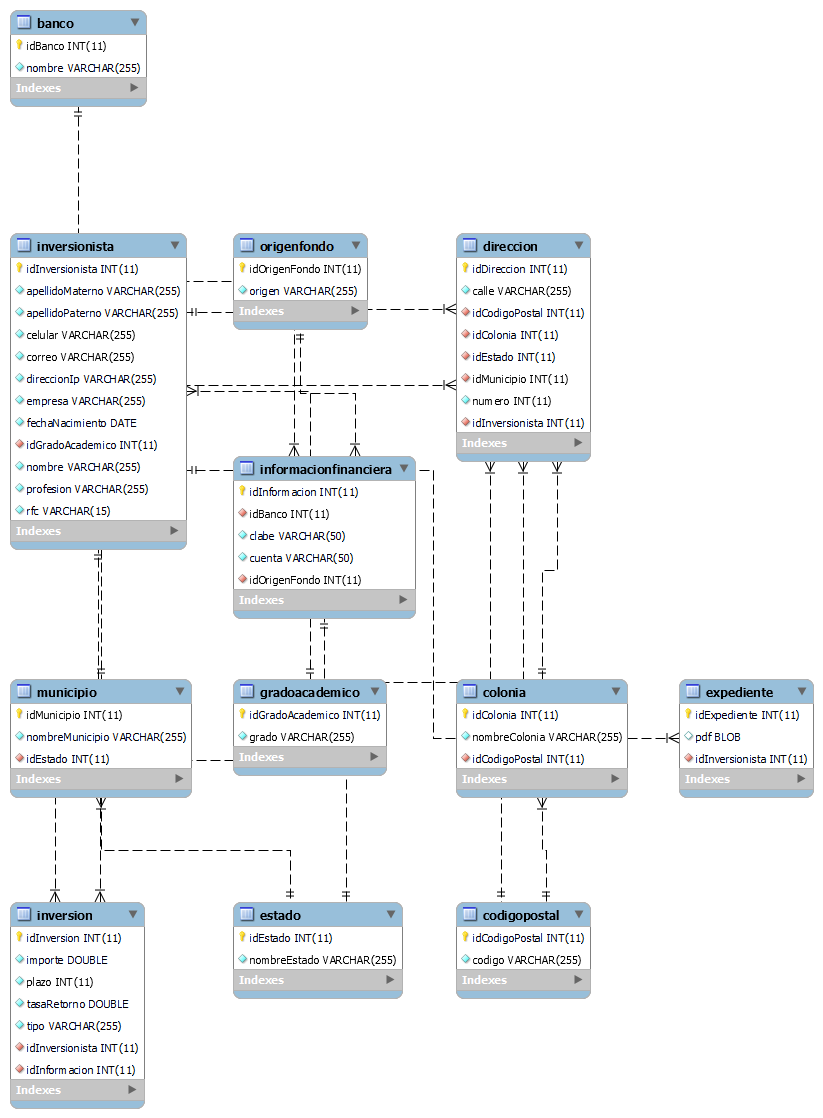 banco
idBanco INT(11)
nombre VARCHAR(255)
Indexes
inversionista
idInversionista INT(11)
apellidoMaterno VARCHAR(255)
apellidoPaterno VARCHAR(255)
celular VARCHAR(255)
correo VARCHAR(255)
direccionIp VARCHAR(255)
empresa VARCHAR(255)
fechaNacimiento DATE
idGradoAcademico INT(11)
nombre VARCHAR(255)
profesion VARCHAR(255)
rfc VARCHAR(15)
Indexes
origenfondo
idOrigenFondo INT(11)
origen VARCHAR(255)
Indexes
direccion
idDireccion INT(11)
calle VARCHAR(255)
idCodigoPostal INT(11)
idColonia INT(11)
idEstado INT(11)
idMunicipio INT(11)
numero INT(11)
idInversionista INT(11)
Indexes
informacionfinanciera
idInformacion INT(11)
idBanco INT(11)
clabe VARCHAR(50)
cuenta VARCHAR(50)
idOrigenFondo INT(11)
Indexes
municipio
idMunicipio INT(11)
nombreMunicipio VARCHAR(255)
idEstado INT(11)
Indexes
gradoacademico
idGradoAcademico INT(11)
grado VARCHAR(255)
Indexes
colonia
idColonia INT(11)
nombreColonia VARCHAR(255)
idCodigoPostal INT(11)
Indexes
expediente
idExpediente INT(11)
pdf BLOB
idInversionista INT(11)
Indexes
inversion
idInversion INT(11)
importe DOUBLE
plazo INT(11)
tasaRetorno DOUBLE
tipo VARCHAR(255)
idInversionista INT(11)
idInformacion INT(11)
Indexes
estado
idEstado INT(11)
nombreEstado VARCHAR(255)
Indexes
codigopostal
idCodigoPostal INT(11)
codigo VARCHAR(255)
Indexes